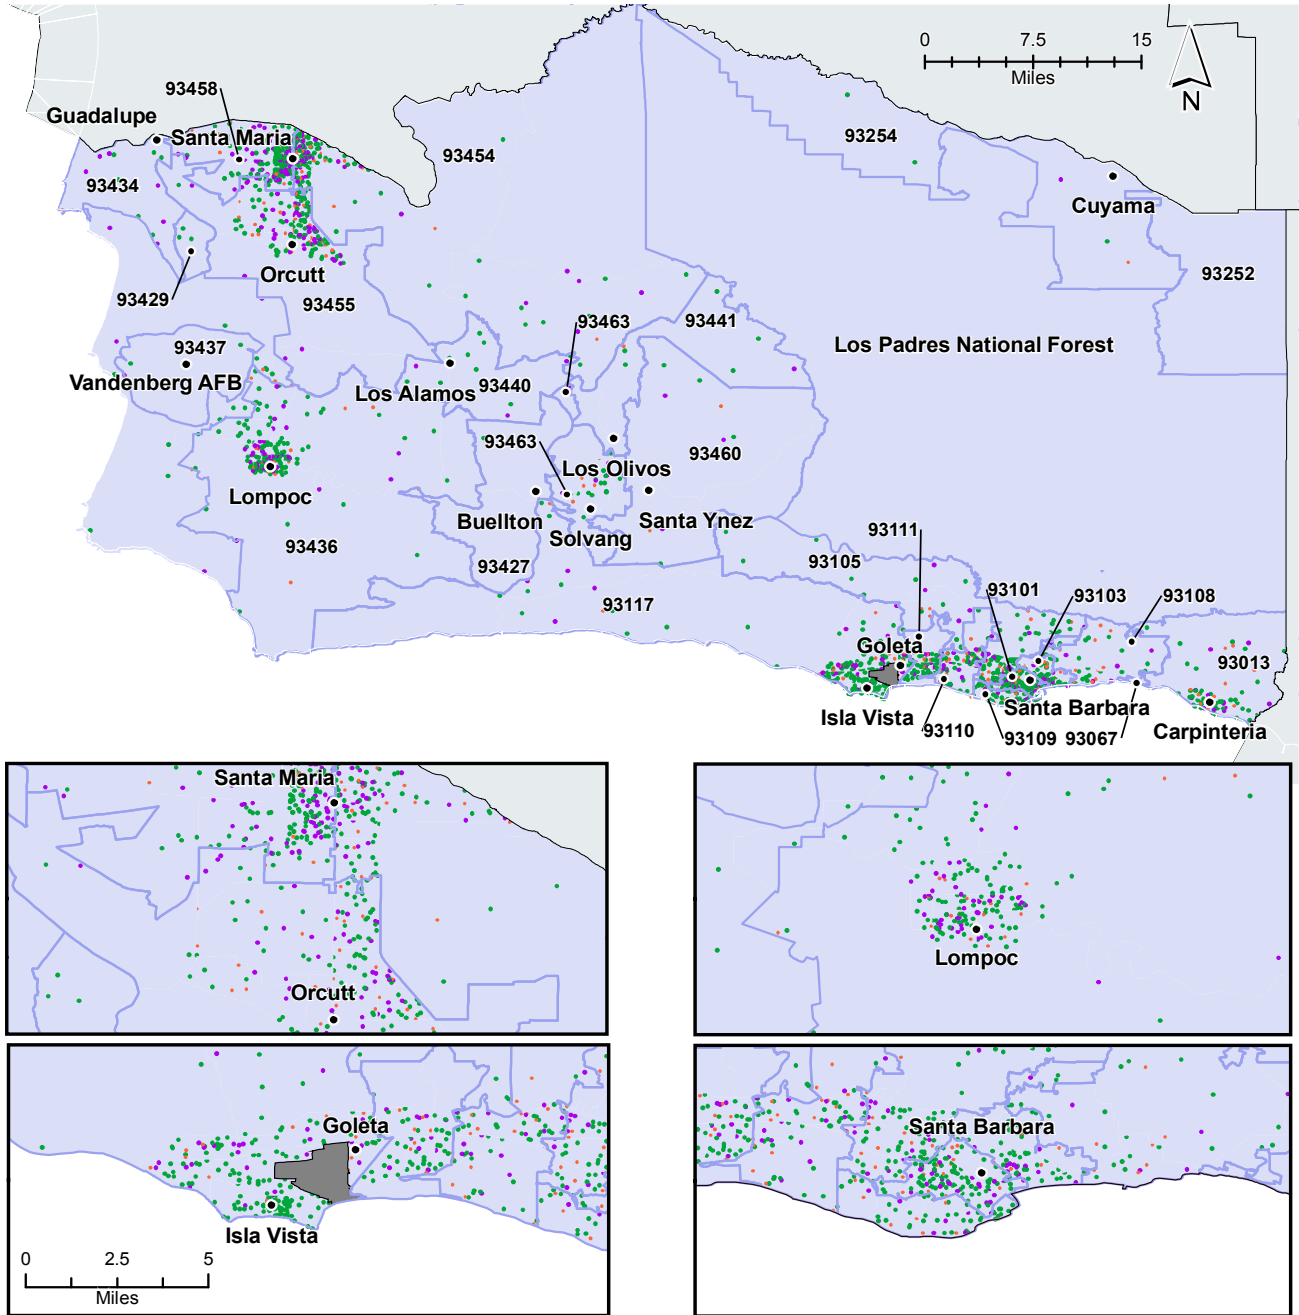 0 7.5 15
Miles
N
93458
Guadalupe
Santa Maria
93454
93254
93434
Cuyama
Orcutt
93252
93429
93455
93463
93441
93437
Los Padres National Forest
Vandenberg AFB
Los Alamos
93440
93463
93460
Los Olivos
Lompoc
Buellton
Santa Ynez
Solvang
93111
93436
93105
93427
93101
93103
93108
93117
Goleta
93013
Isla Vista
Santa Barbara
93110
93109
93067
Carpinteria
Santa Maria
Orcutt
Lompoc
Goleta
Isla Vista
0 2.5 5
Miles
Santa Barbara